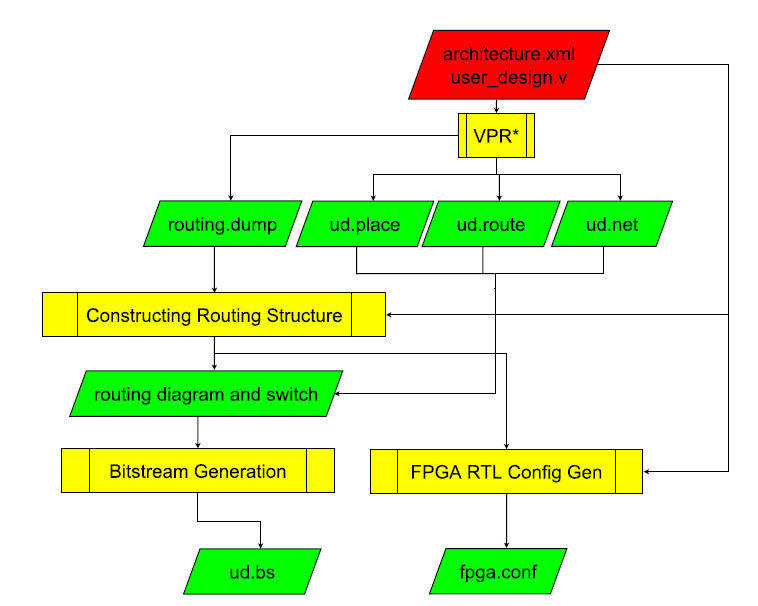 architecture.xml
user_design.v
VPR*
routing.dump
ud.place
ud.route
ud.net
Constructing Routing Structure
routing diagram and switch
Bitstream Generation
FPGA RTL Config Gen
ud.bs
fpga.conf